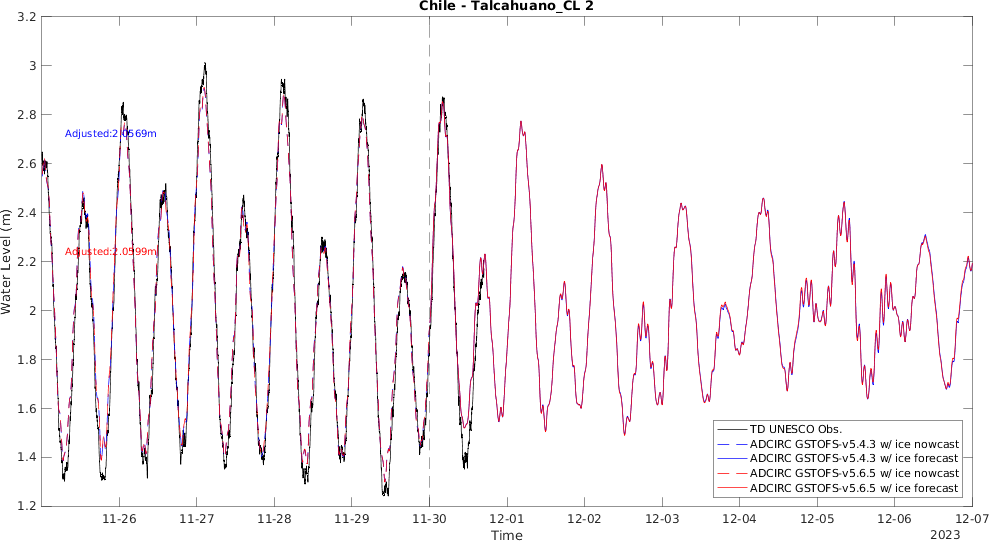 Chile - Talcahuano_CL 2
3.2
3
2.8
2.6
2.4
2.2
2
1.8
1.6
1.4
1.2
Water Level (m)
Adjusted:2.0569m
Adjusted:2.0599m
TD UNESCO Obs.
ADCIRC GSTOFS-v5.4.3 w/ ice nowcast
ADCIRC GSTOFS-v5.4.3 w/ ice forecast
ADCIRC GSTOFS-v5.6.5 w/ ice nowcast
ADCIRC GSTOFS-v5.6.5 w/ ice forecast
11-26 11-27 11-28 11-29 11-30 12-01 12-02 12-03 12-04 12-05 12-06 12-07
Time
2023